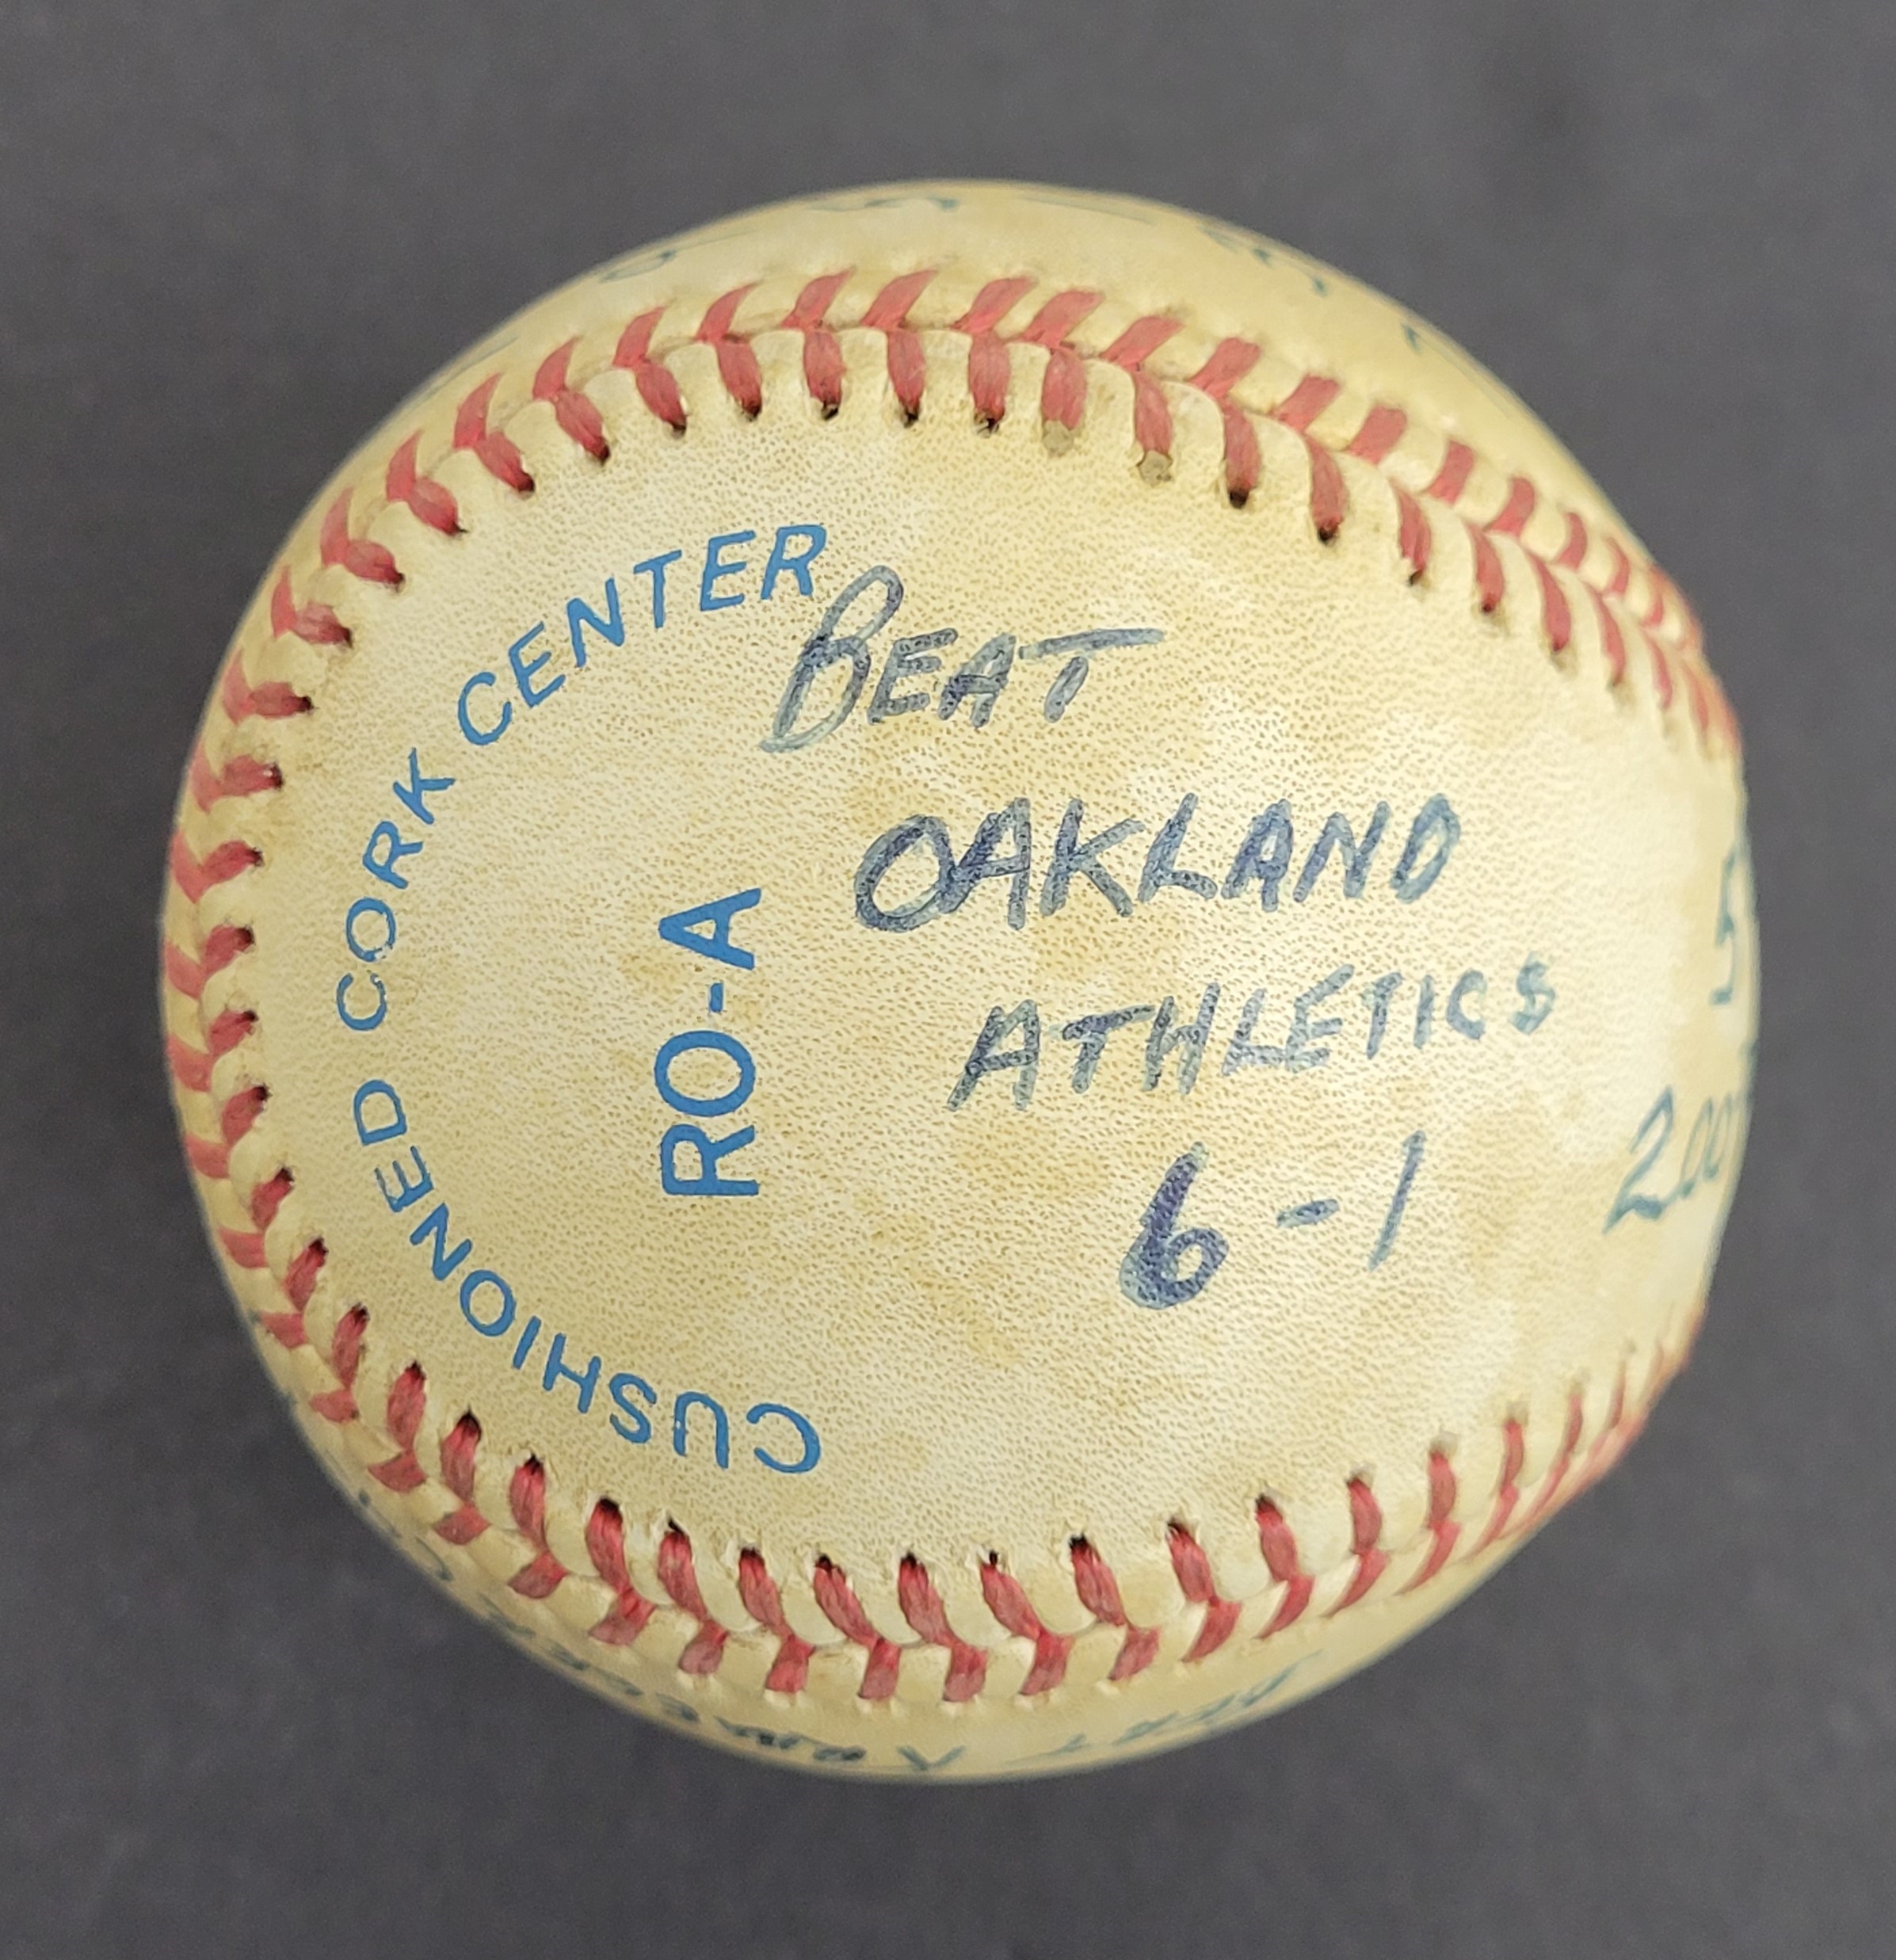 CUSHIONED CORK CENTER
RO-A
BEAT
OAKLAND
ATHLETICS
6-1